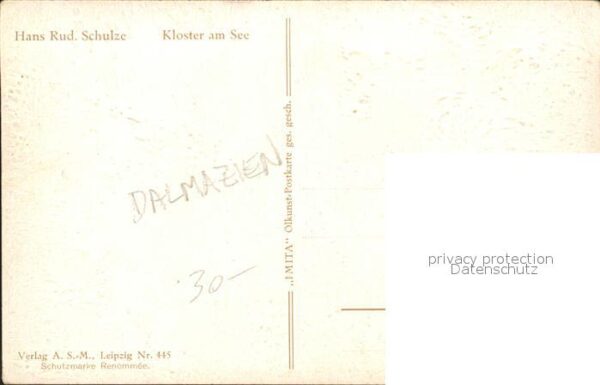 Hans Rud. Schulze Kloster am See
DALMAZIEN
30-
Verlag A. S.-M., Leipzig Nr. 445
Schutzmarke Renommée.
„IMITA“ Ölkunst-Postkarte ges. gesch.
privacy protection
Datenschutz